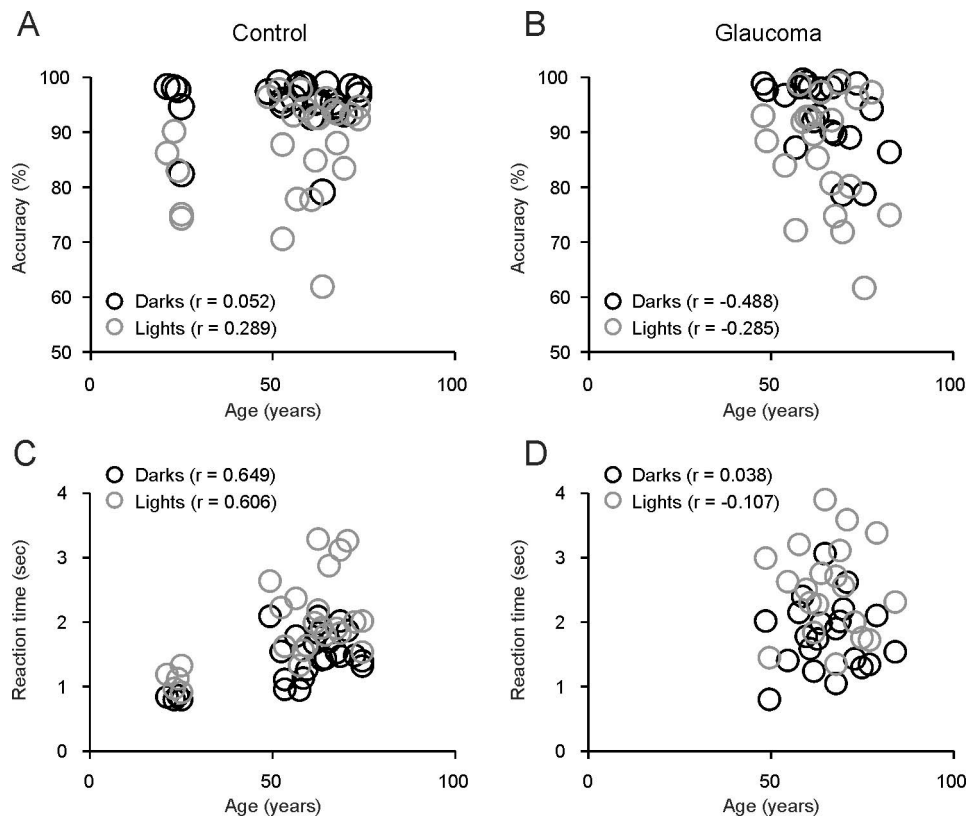 A
Control
B
Glaucoma
Accuracy (%)
100
90
80
70
60
50
Darks (r = 0.052)
Lights (r = 0.289)
0
50
100
Age (years)
Accuracy (%)
100
90
80
70
60
50
Darks (r = -0.488)
Lights (r = -0.285)
0
50
100
Age (years)
C
Darks (r = 0.649)
Lights (r = 0.606)
Reaction time (sec)
4
3
2
1
0
0
50
100
Age (years)
D
Darks (r = 0.038)
Lights (r = -0.107)
Reaction time (sec)
4
3
2
1
0
0
50
100
Age (years)